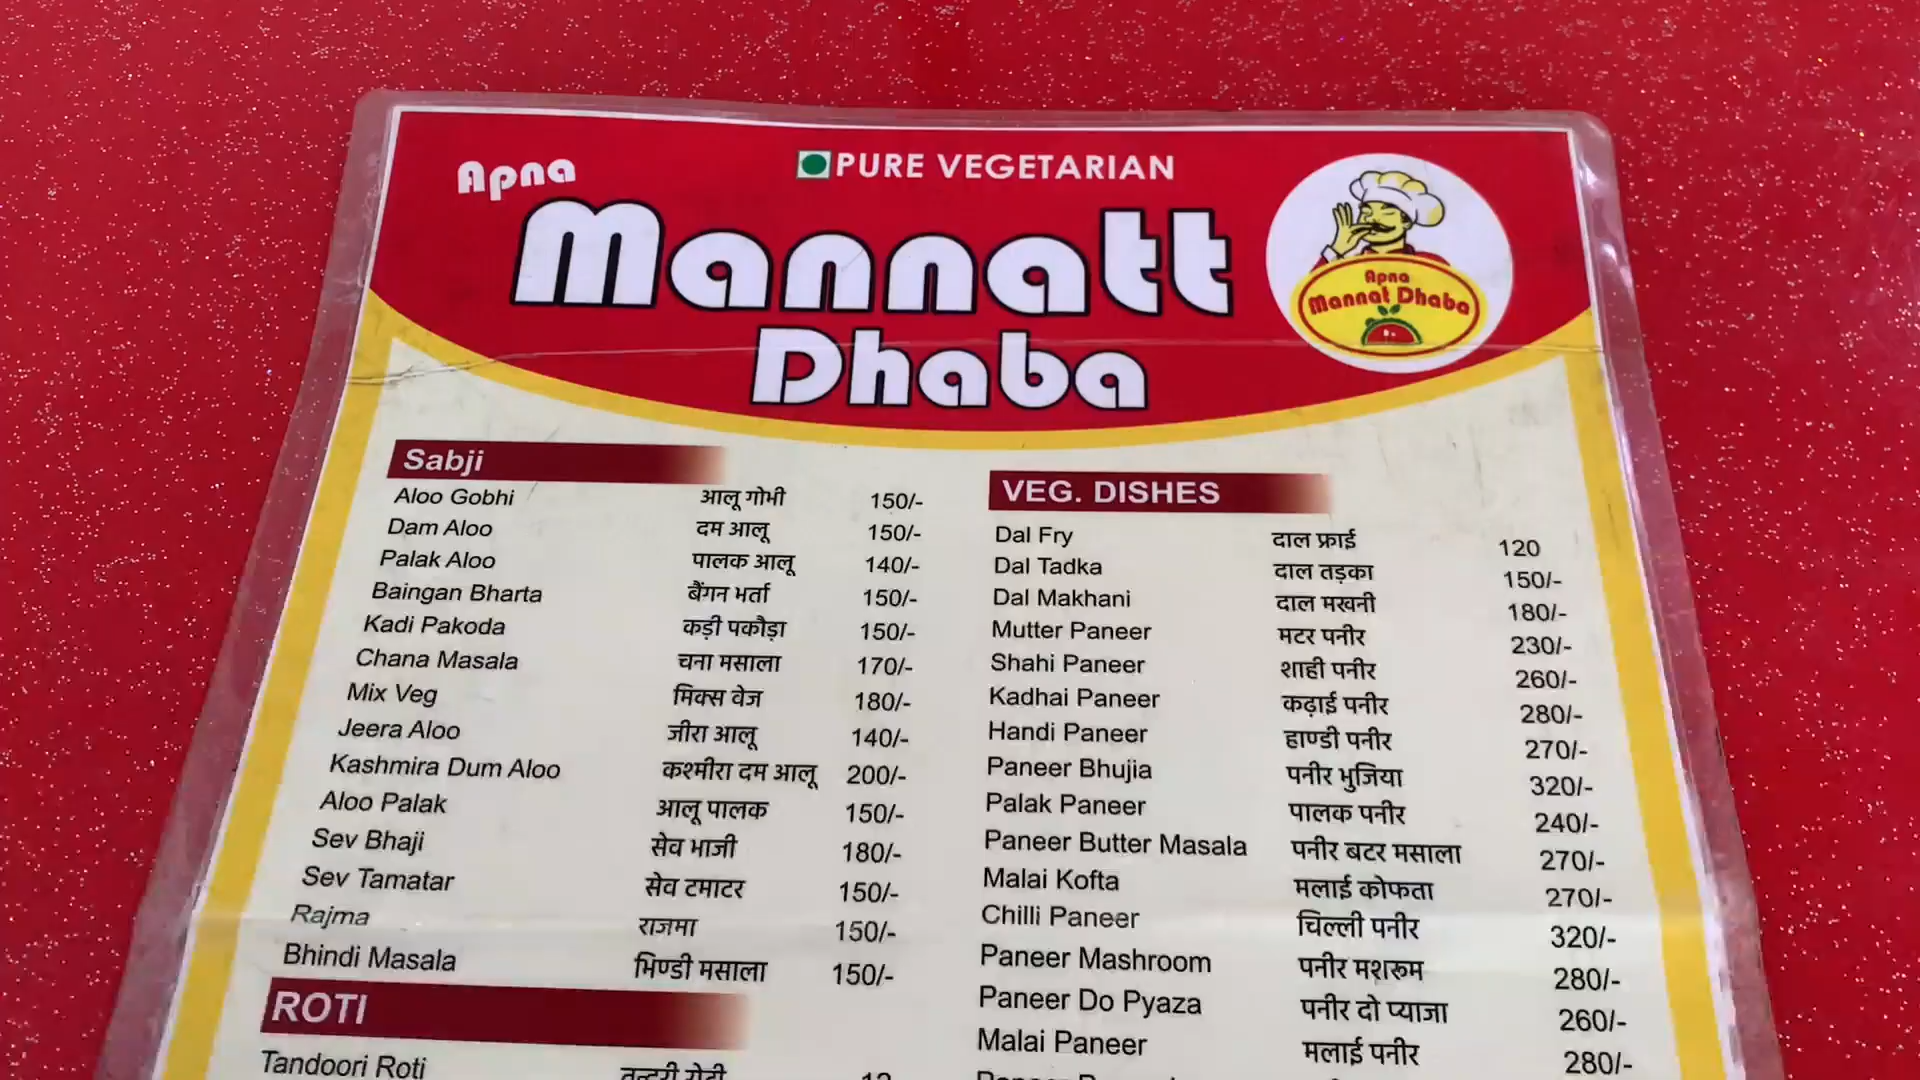 Apna
PURE VEGETARIAN
Mannatt
Dhaba
Apna
Mannat Dhaba
Sabji
Aloo Gobhi आलू गोभी 150/-
Dam Aloo दम आलू 150/-
Palak Aloo पालक आलू 140/-
Baingan Bharta बैंगन भर्ता 150/-
Kadi Pakoda कड़ी पकौड़ा 150/-
Chana Masala चना मसाला 170/-
Mix Veg मिक्स वेज 180/-
Jeera Aloo जीरा आलू 140/-
Kashmira Dum Aloo कश्मीरा दम आलू 200/-
Aloo Palak आलू पालक 150/-
Sev Bhaji सेव भाजी 180/-
Sev Tamatar सेव टमाटर 150/-
Rajma राजमा 150/-
Bhindi Masala भिण्डी मसाला 150/-
ROTI
Tandoori Roti
VEG. DISHES
Dal Fry दाल फ्राई 120
Dal Tadka दाल तड़का 150/-
Dal Makhani दाल मखनी 180/-
Mutter Paneer मटर पनीर 230/-
Shahi Paneer शाही पनीर 260/-
Kadhai Paneer कढ़ाई पनीर 280/-
Handi Paneer हाण्डी पनीर 270/-
Paneer Bhujia पनीर भुजिया 320/-
Palak Paneer पालक पनीर 240/-
Paneer Butter Masala पनीर बटर मसाला 270/-
Malai Kofta मलाई कोफता 270/-
Chilli Paneer चिल्ली पनीर 320/-
Paneer Mashroom पनीर मशरूम 280/-
Paneer Do Pyaza पनीर दो प्याजा 260/-
Malai Paneer मलाई पनीर 280/-